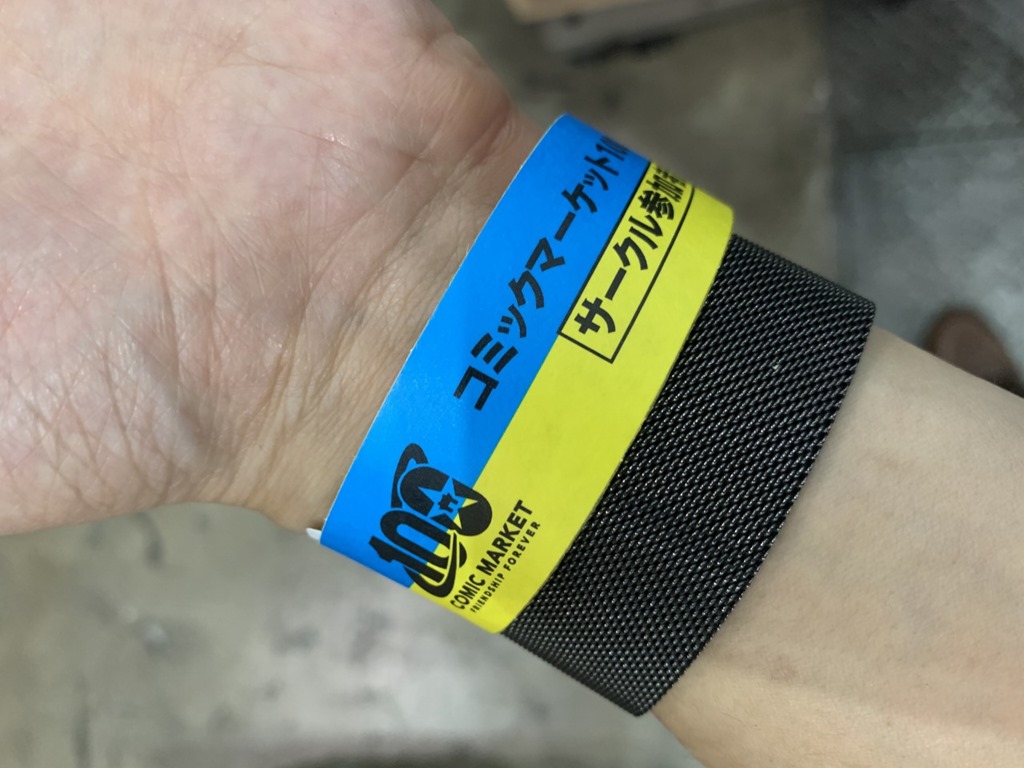 コミックマーケット10
サークル参加
100
COMIC MARKET
FRIENDSHIP FOREVER